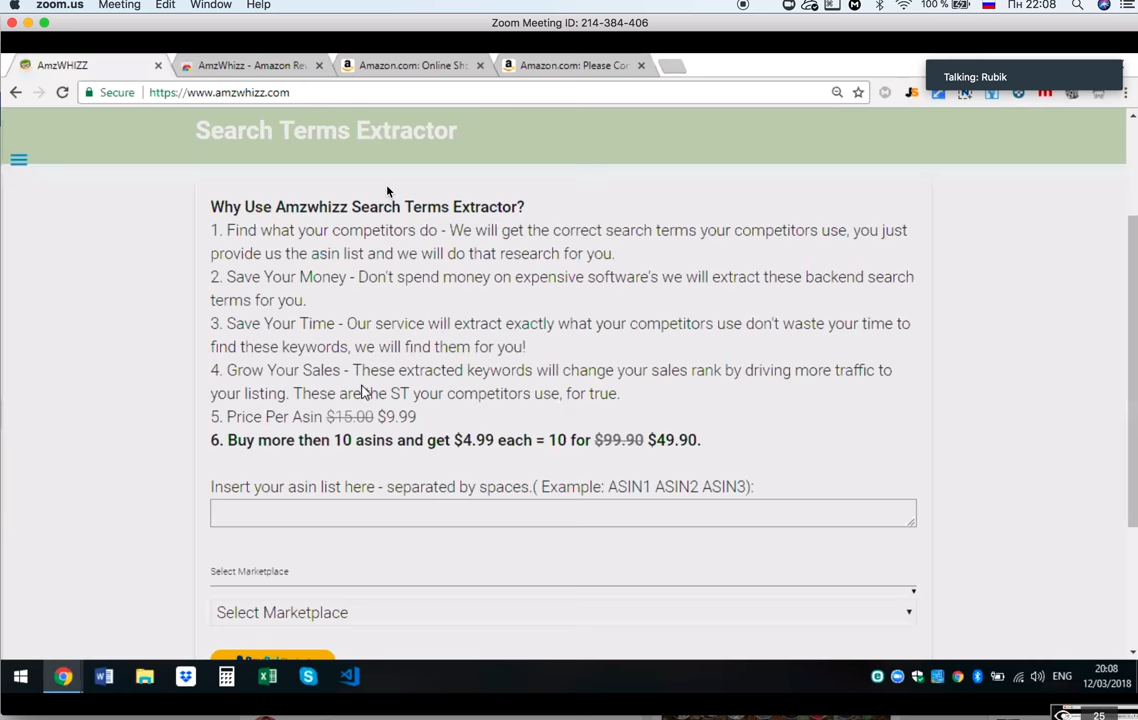 zoom.us Meeting Edit Window Help 100 % Пн 22:08
Zoom Meeting ID: 214-384-406
AmzWHIZZ AmzWhizz - Amazon Re Amazon.com: Online Sh Amazon.com: Please Co
Talking: Rubik
Secure https://www.amzwhizz.com
Search Terms Extractor
Why Use Amzwhizz Search Terms Extractor?
1. Find what your competitors do - We will get the correct search terms your competitors use, you just
provide us the asin list and we will do that research for you.
2. Save Your Money - Don't spend money on expensive software's we will extract these backend search
terms for you.
3. Save Your Time - Our service will extract exactly what your competitors use don't waste your time to
find these keywords, we will find them for you!
4. Grow Your Sales - These extracted keywords will change your sales rank by driving more traffic to
your listing. These are the ST your competitors use, for true.
5. Price Per Asin $15.00 $9.99
6. Buy more then 10 asins and get $4.99 each = 10 for $99.90 $49.90.
Insert your asin list here - separated by spaces.( Example: ASIN1 ASIN2 ASIN3):
Select Marketplace
Select Marketplace
ENG
20:08
12/03/2018
25